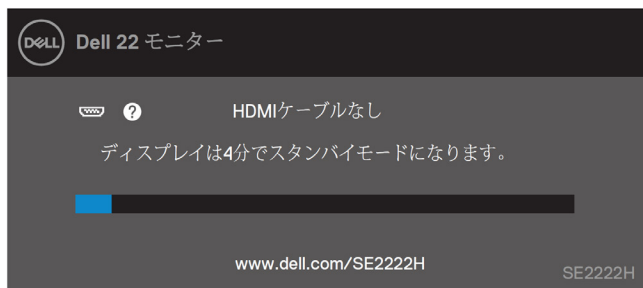 DELL Dell 22 モニター
? HDMIケーブルなし
ディスプレイは4分でスタンバイモードになります。
www.dell.com/SE2222H
SE2222H